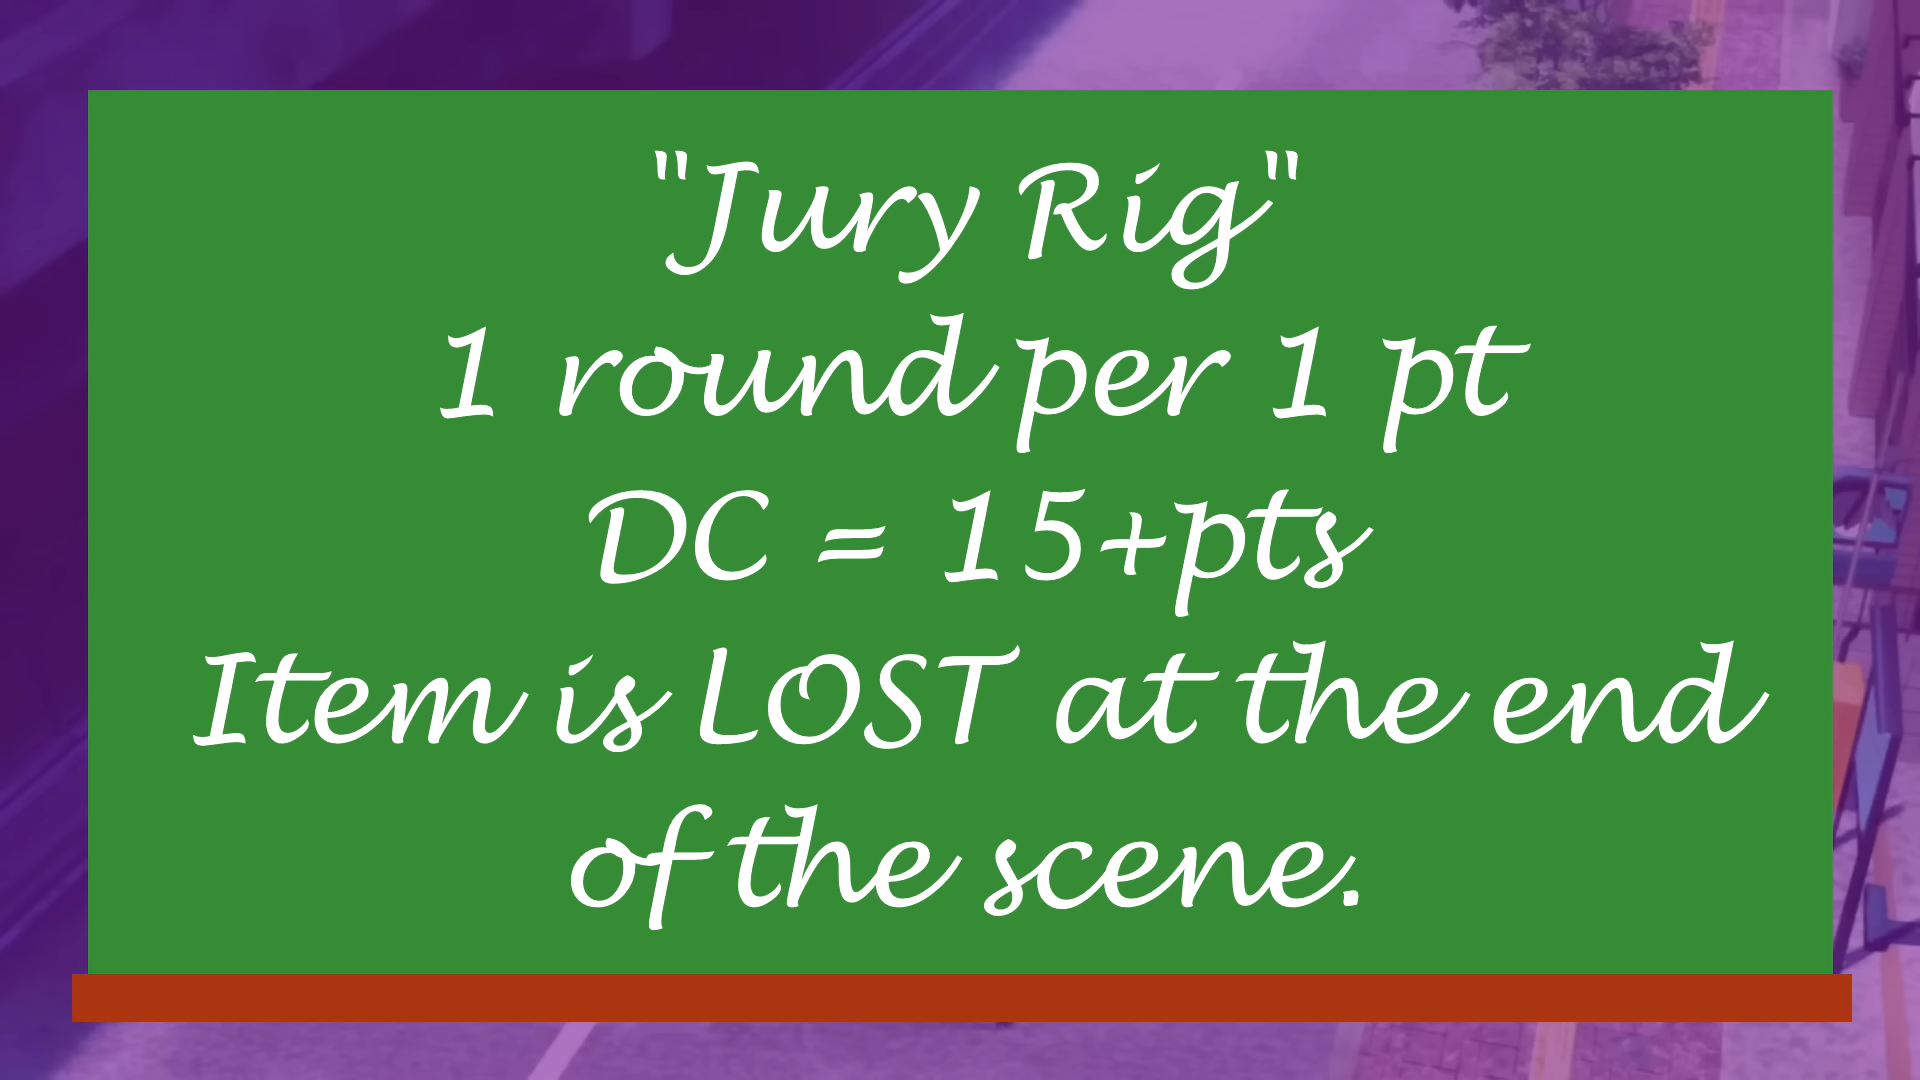 "Jury Rig"
1 round per 1 pt
DC = 15+pts
Item is LOST at the end
of the scene.